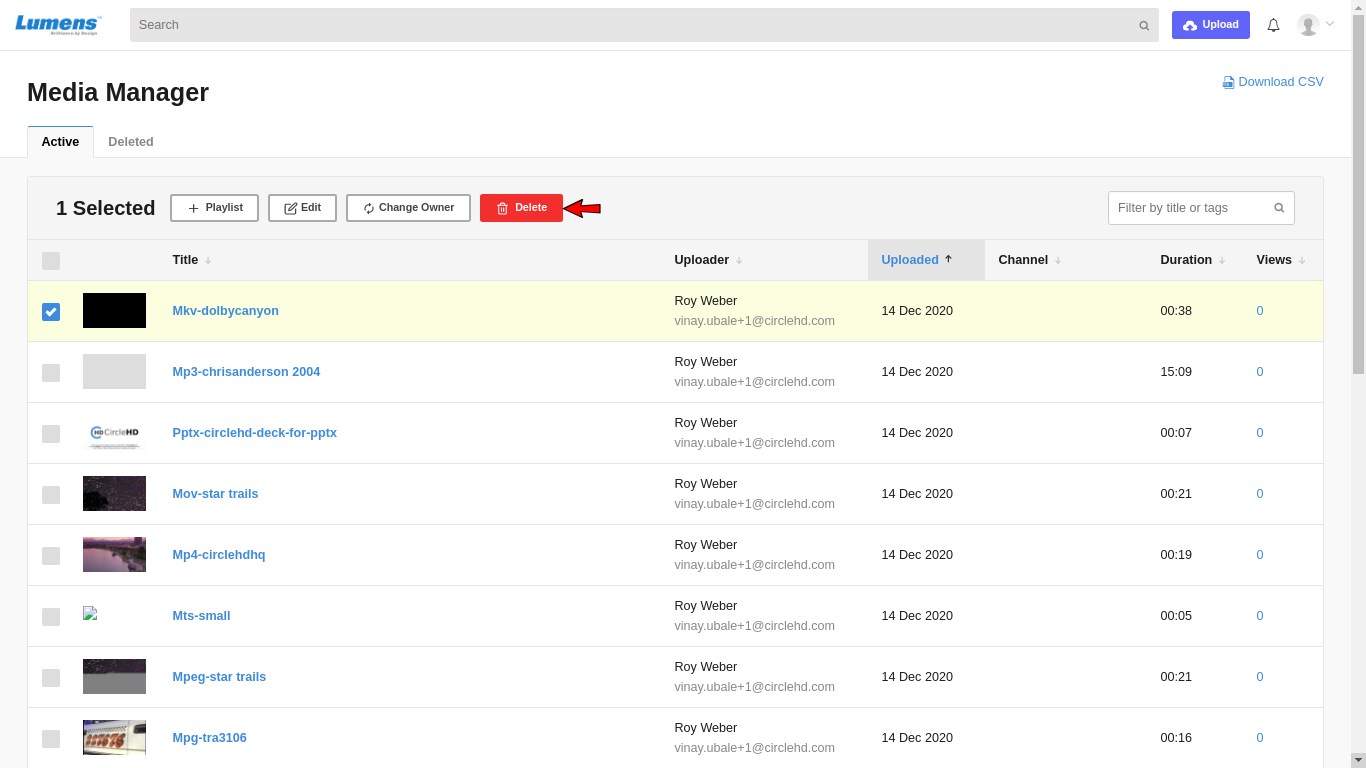 Lumens
Brilliance by Design
Search
Upload
Media Manager
Download CSV
Active
Deleted
1 Selected
Playlist
Edit
Change Owner
Delete
Filter by title or tags
Title
Uploader
Uploaded
Channel
Duration
Views
Mkv-dolbycanyon
Roy Weber
vinay.ubale+1@circlehd.com
14 Dec 2020
00:38
0
Mp3-chrisanderson 2004
Roy Weber
vinay.ubale+1@circlehd.com
14 Dec 2020
15:09
0
HD CircleHD
Pptx-circlehd-deck-for-pptx
Roy Weber
vinay.ubale+1@circlehd.com
14 Dec 2020
00:07
0
Mov-star trails
Roy Weber
vinay.ubale+1@circlehd.com
14 Dec 2020
00:21
0
Mp4-circlehdhq
Roy Weber
vinay.ubale+1@circlehd.com
14 Dec 2020
00:19
0
Mts-small
Roy Weber
vinay.ubale+1@circlehd.com
14 Dec 2020
00:05
0
Mpeg-star trails
Roy Weber
vinay.ubale+1@circlehd.com
14 Dec 2020
00:21
0
Mpg-tra3106
Roy Weber
vinay.ubale+1@circlehd.com
14 Dec 2020
00:16
0